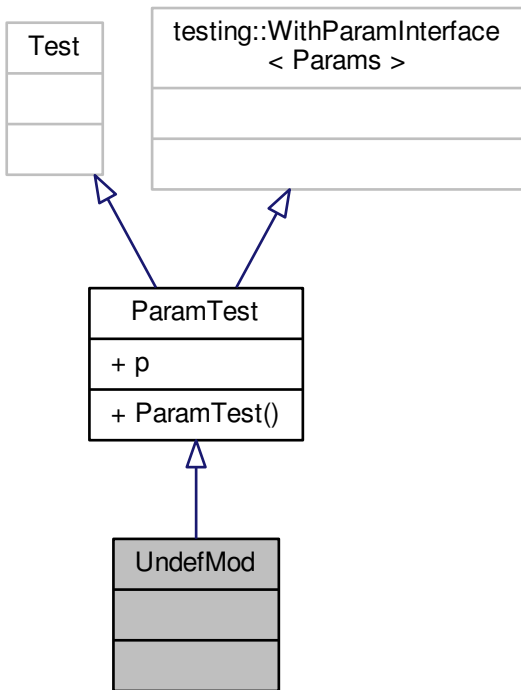 Test
testing::WithParamInterface
< Params >
ParamTest
+ p
+ ParamTest()
UndefMod